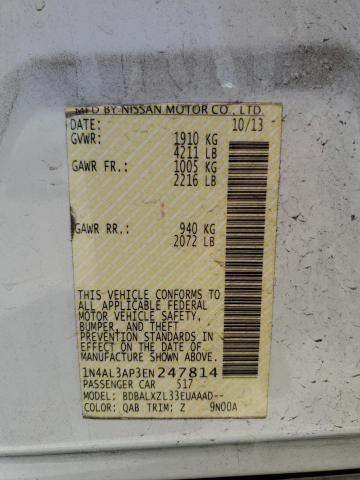 MFD BY NISSAN MOTOR CO., LTD.
DATE: 10/13
GVWR: 1910 KG
4211 LB
GAWR FR.: 1005 KG
2216 LB
GAWR RR.: 940 KG
2072 LB
THIS VEHICLE CONFORMS TO
ALL APPLICABLE FEDERAL
MOTOR VEHICLE SAFETY,
BUMPER, AND THEFT
PREVENTION STANDARDS IN
EFFECT ON THE DATE OF
MANUFACTURE SHOWN ABOVE.
1N4AL3AP3EN247814
PASSENGER CAR 517
MODEL: BDBALXZL33EUAAAD--
COLOR: QAB TRIM: Z 9N00A